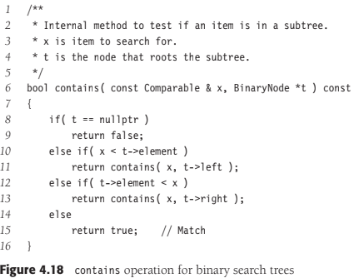 1 /**
2 * Internal method to test if an item is in a subtree.
3 * x is item to search for.
4 * t is the node that roots the subtree.
5 */
6 bool contains( const Comparable & x, BinaryNode *t ) const
7 {
8 if( t == nullptr )
9 return false;
10 else if( x < t->element )
11 return contains( x, t->left );
12 else if( t->element < x )
13 return contains( x, t->right );
14 else
15 return true; // Match
16 }
Figure 4.18 contains operation for binary search trees